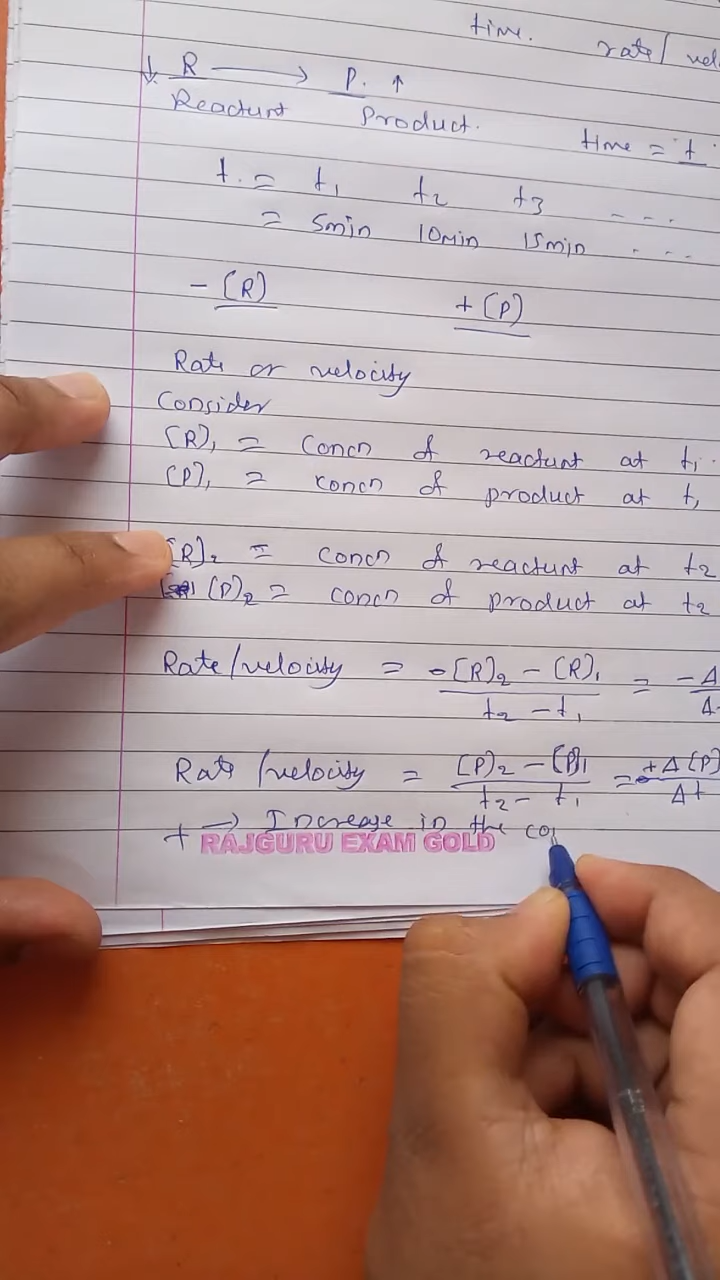 time. rate/ vel
↓ R ⟶ P. ↑
Reactant Product.
time = t
t = t₁ t₂ t₃ - - .
= 5min 10min 15min . . .
- [R] + [P]
Rate or velocity
Consider
[R]₁ = Concn of reactant at t₁.
[P]₁ = concn of product at t₁
[R]₂ = concn of reactant at t₂
[P]₂ = concn of product at t₂
Rate/velocity = -[R]₂ - [R]₁ / t₂ - t₁ = -Δ / Δ
Rate /velocity = [P]₂ - [P]₁ / t₂ - t₁ = +Δ[P] / Δt
+ → Increase in the co
RAJGURU EXAM GOLD